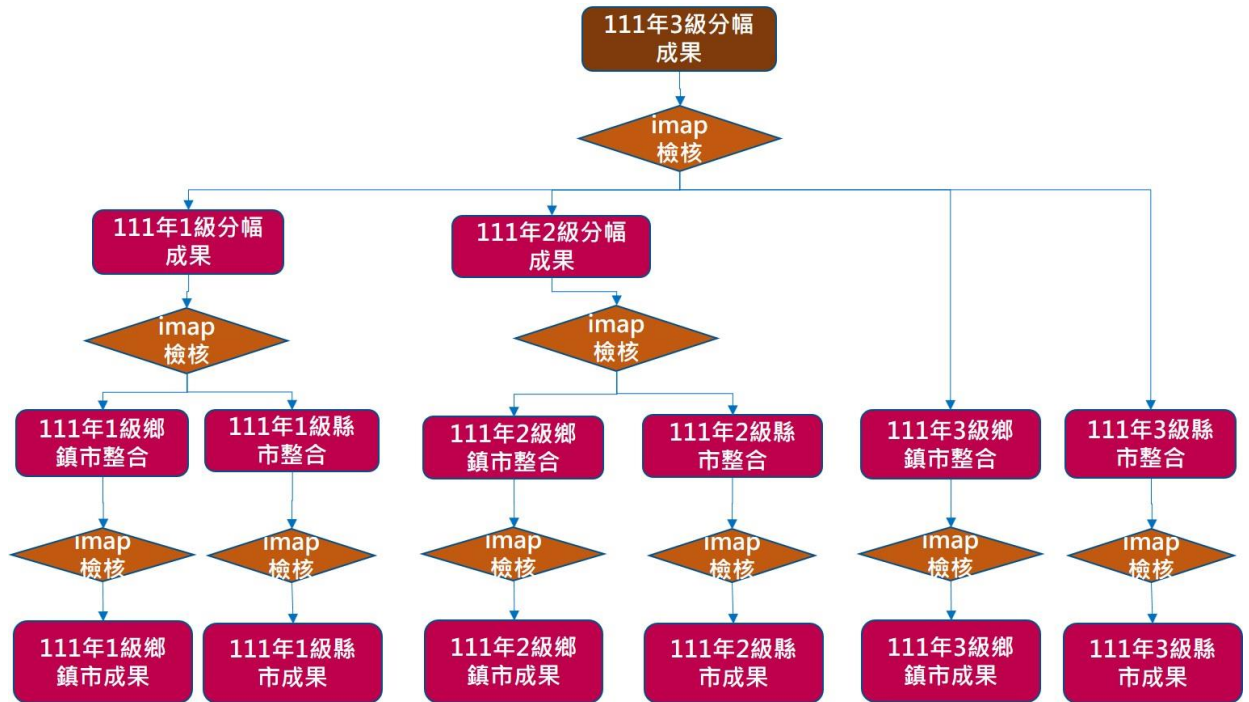 111年3級分幅
成果
imap
檢核
111年1級分幅
成果
111年2級分幅
成果
imap
檢核
imap
檢核
111年1級鄉
鎮市整合
111年1級縣
市整合
111年2級鄉
鎮市整合
111年2級縣
市整合
111年3級鄉
鎮市整合
111年3級縣
市整合
imap
檢核
imap
檢核
imap
檢核
imap
檢核
imap
檢核
imap
檢核
111年1級鄉
鎮市成果
111年1級縣
市成果
111年2級鄉
鎮市成果
111年2級縣
市成果
111年3級鄉
鎮市成果
111年3級縣
市成果